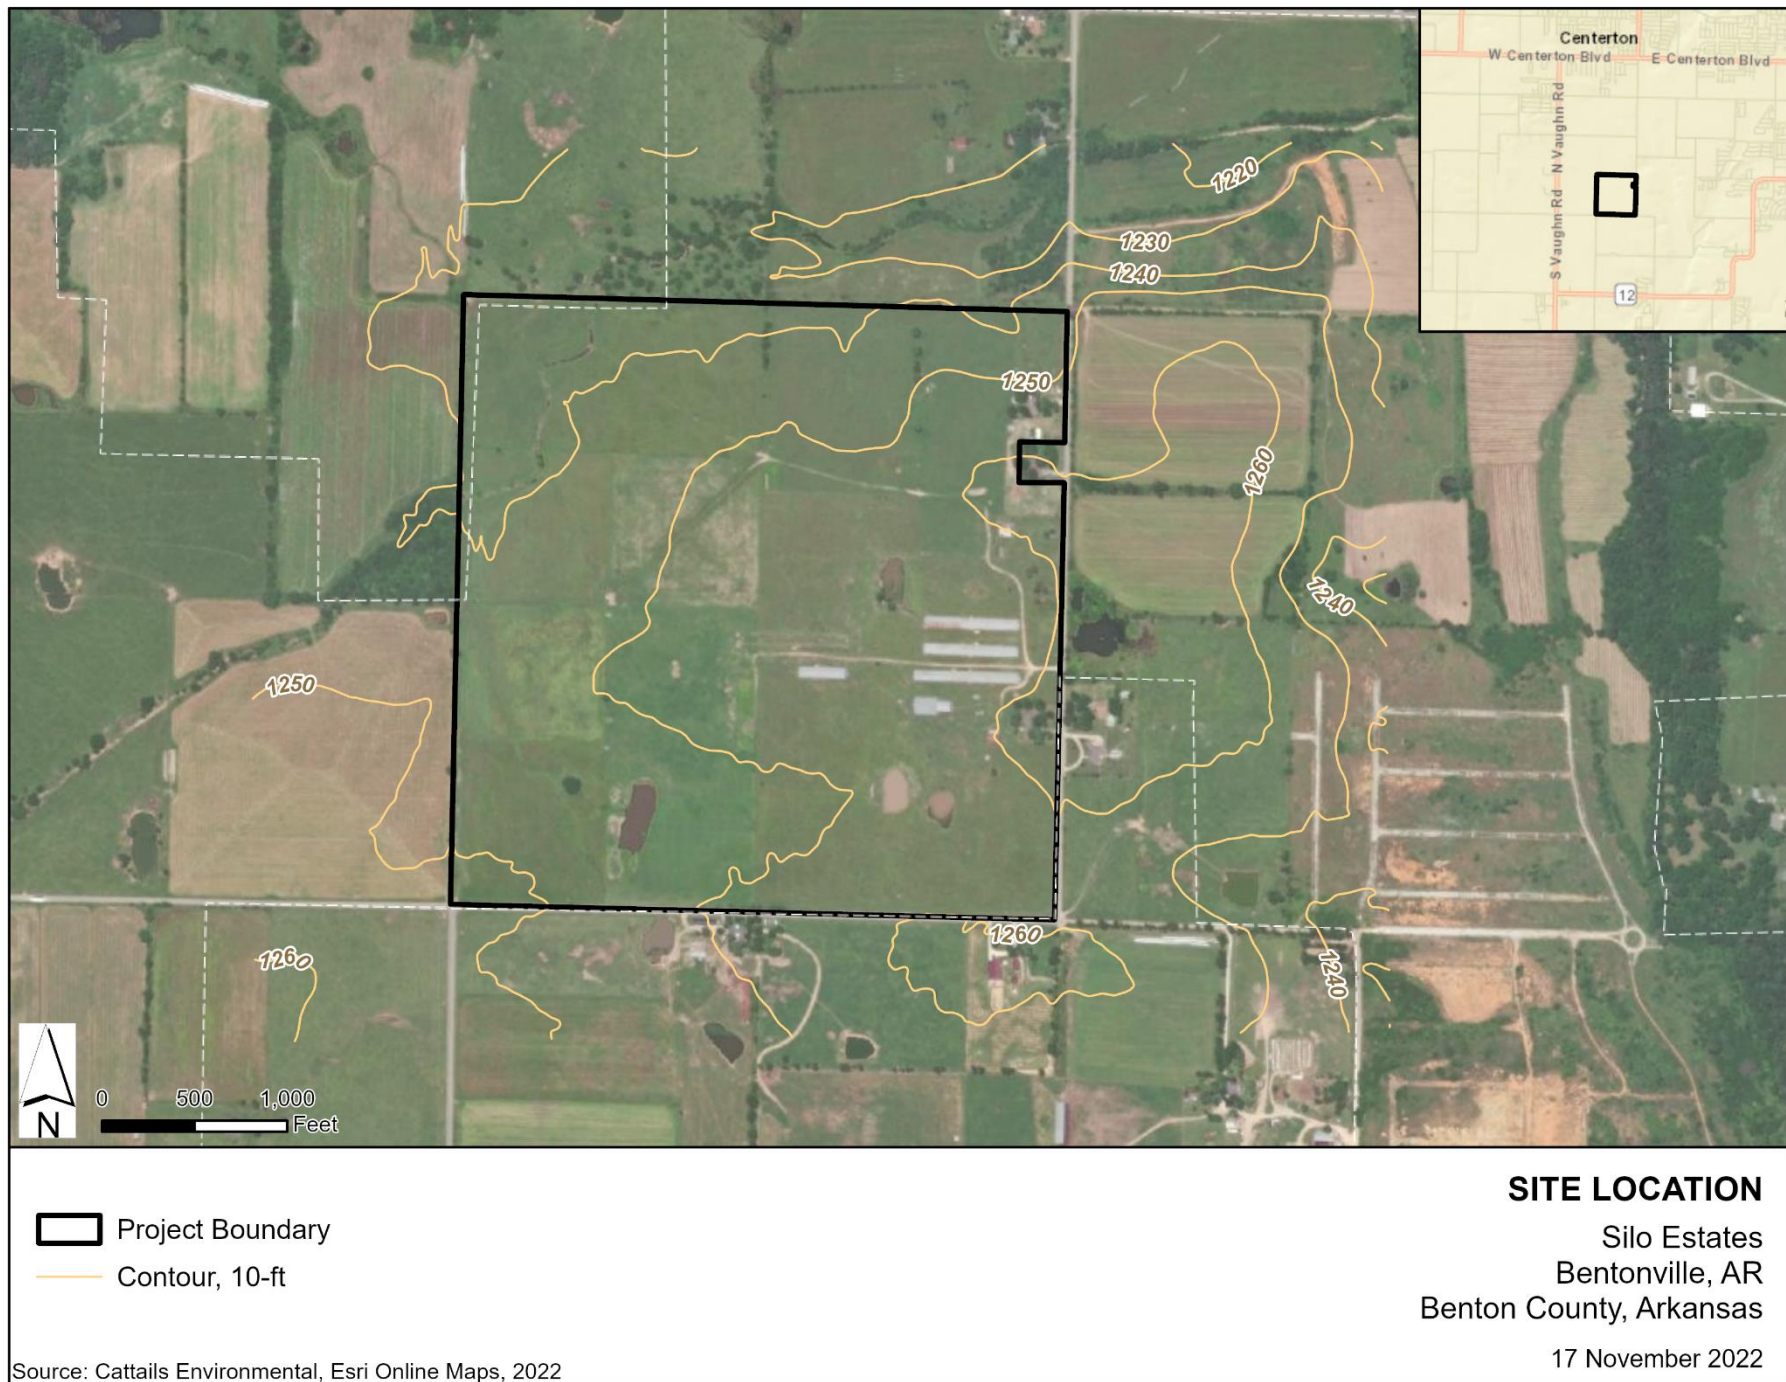 Centerton
W Centerton Blvd
E Centerton Blvd
N Vaughn Rd
S Vaughn Rd
12
1220
1230
1240
1250
1260
1240
1250
1260
1260
1240
0 500 1,000
Feet
N
Project Boundary
Contour, 10-ft
SITE LOCATION
Silo Estates
Bentonville, AR
Benton County, Arkansas
17 November 2022
Source: Cattails Environmental, Esri Online Maps, 2022